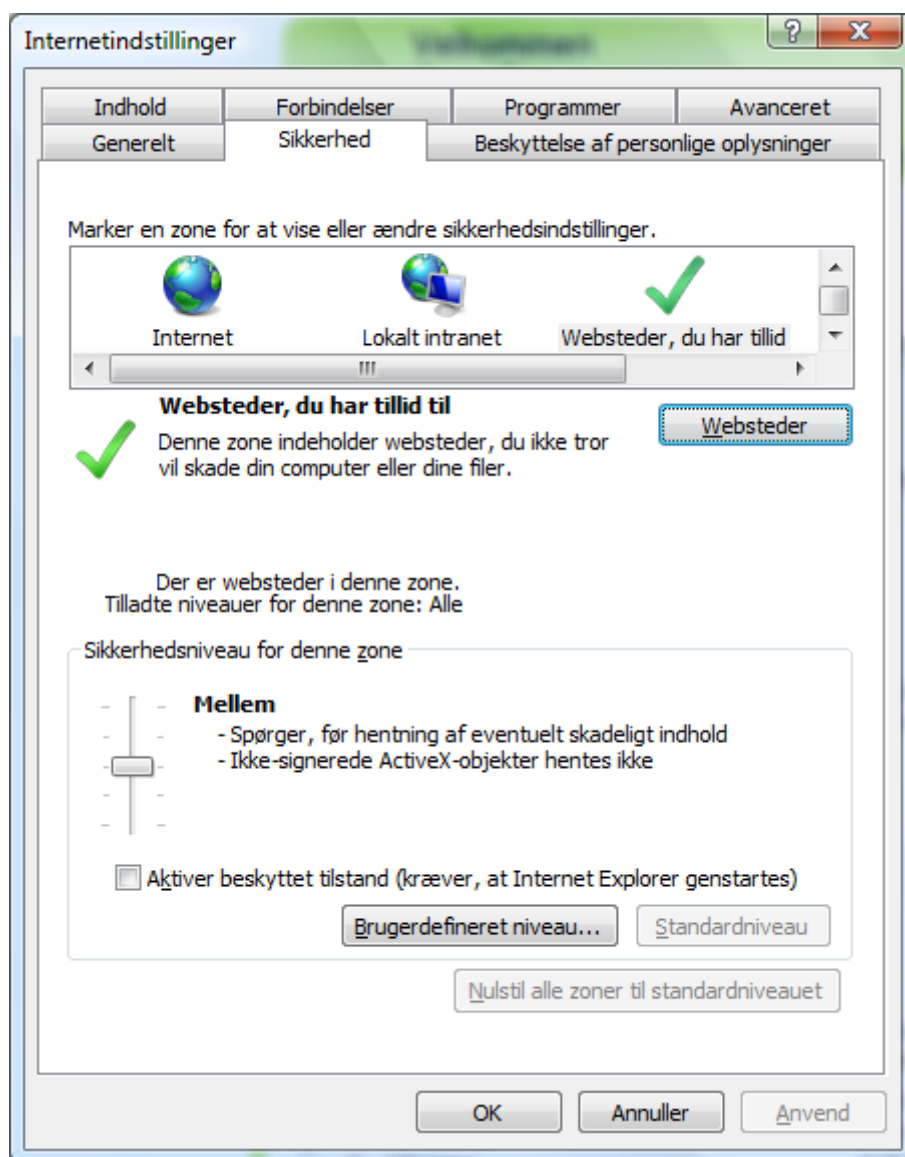 Internetindstillinger
Indhold Forbindelser Programmer Avanceret
Generelt Sikkerhed Beskyttelse af personlige oplysninger
Marker en zone for at vise eller ændre sikkerhedsindstillinger.
Internet Lokalt intranet Websteder, du har tillid
Websteder, du har tillid til
Websteder
Denne zone indeholder websteder, du ikke tror
vil skade din computer eller dine filer.
Der er websteder i denne zone.
Tilladte niveauer for denne zone: Alle
Sikkerhedsniveau for denne zone
Mellem
- Spørger, før hentning af eventuelt skadeligt indhold
- Ikke-signerede ActiveX-objekter hentes ikke
Aktiver beskyttet tilstand (kræver, at Internet Explorer genstartes)
Brugerdefineret niveau... Standardniveau
Nulstil alle zoner til standardniveauet
OK Annuller Anvend